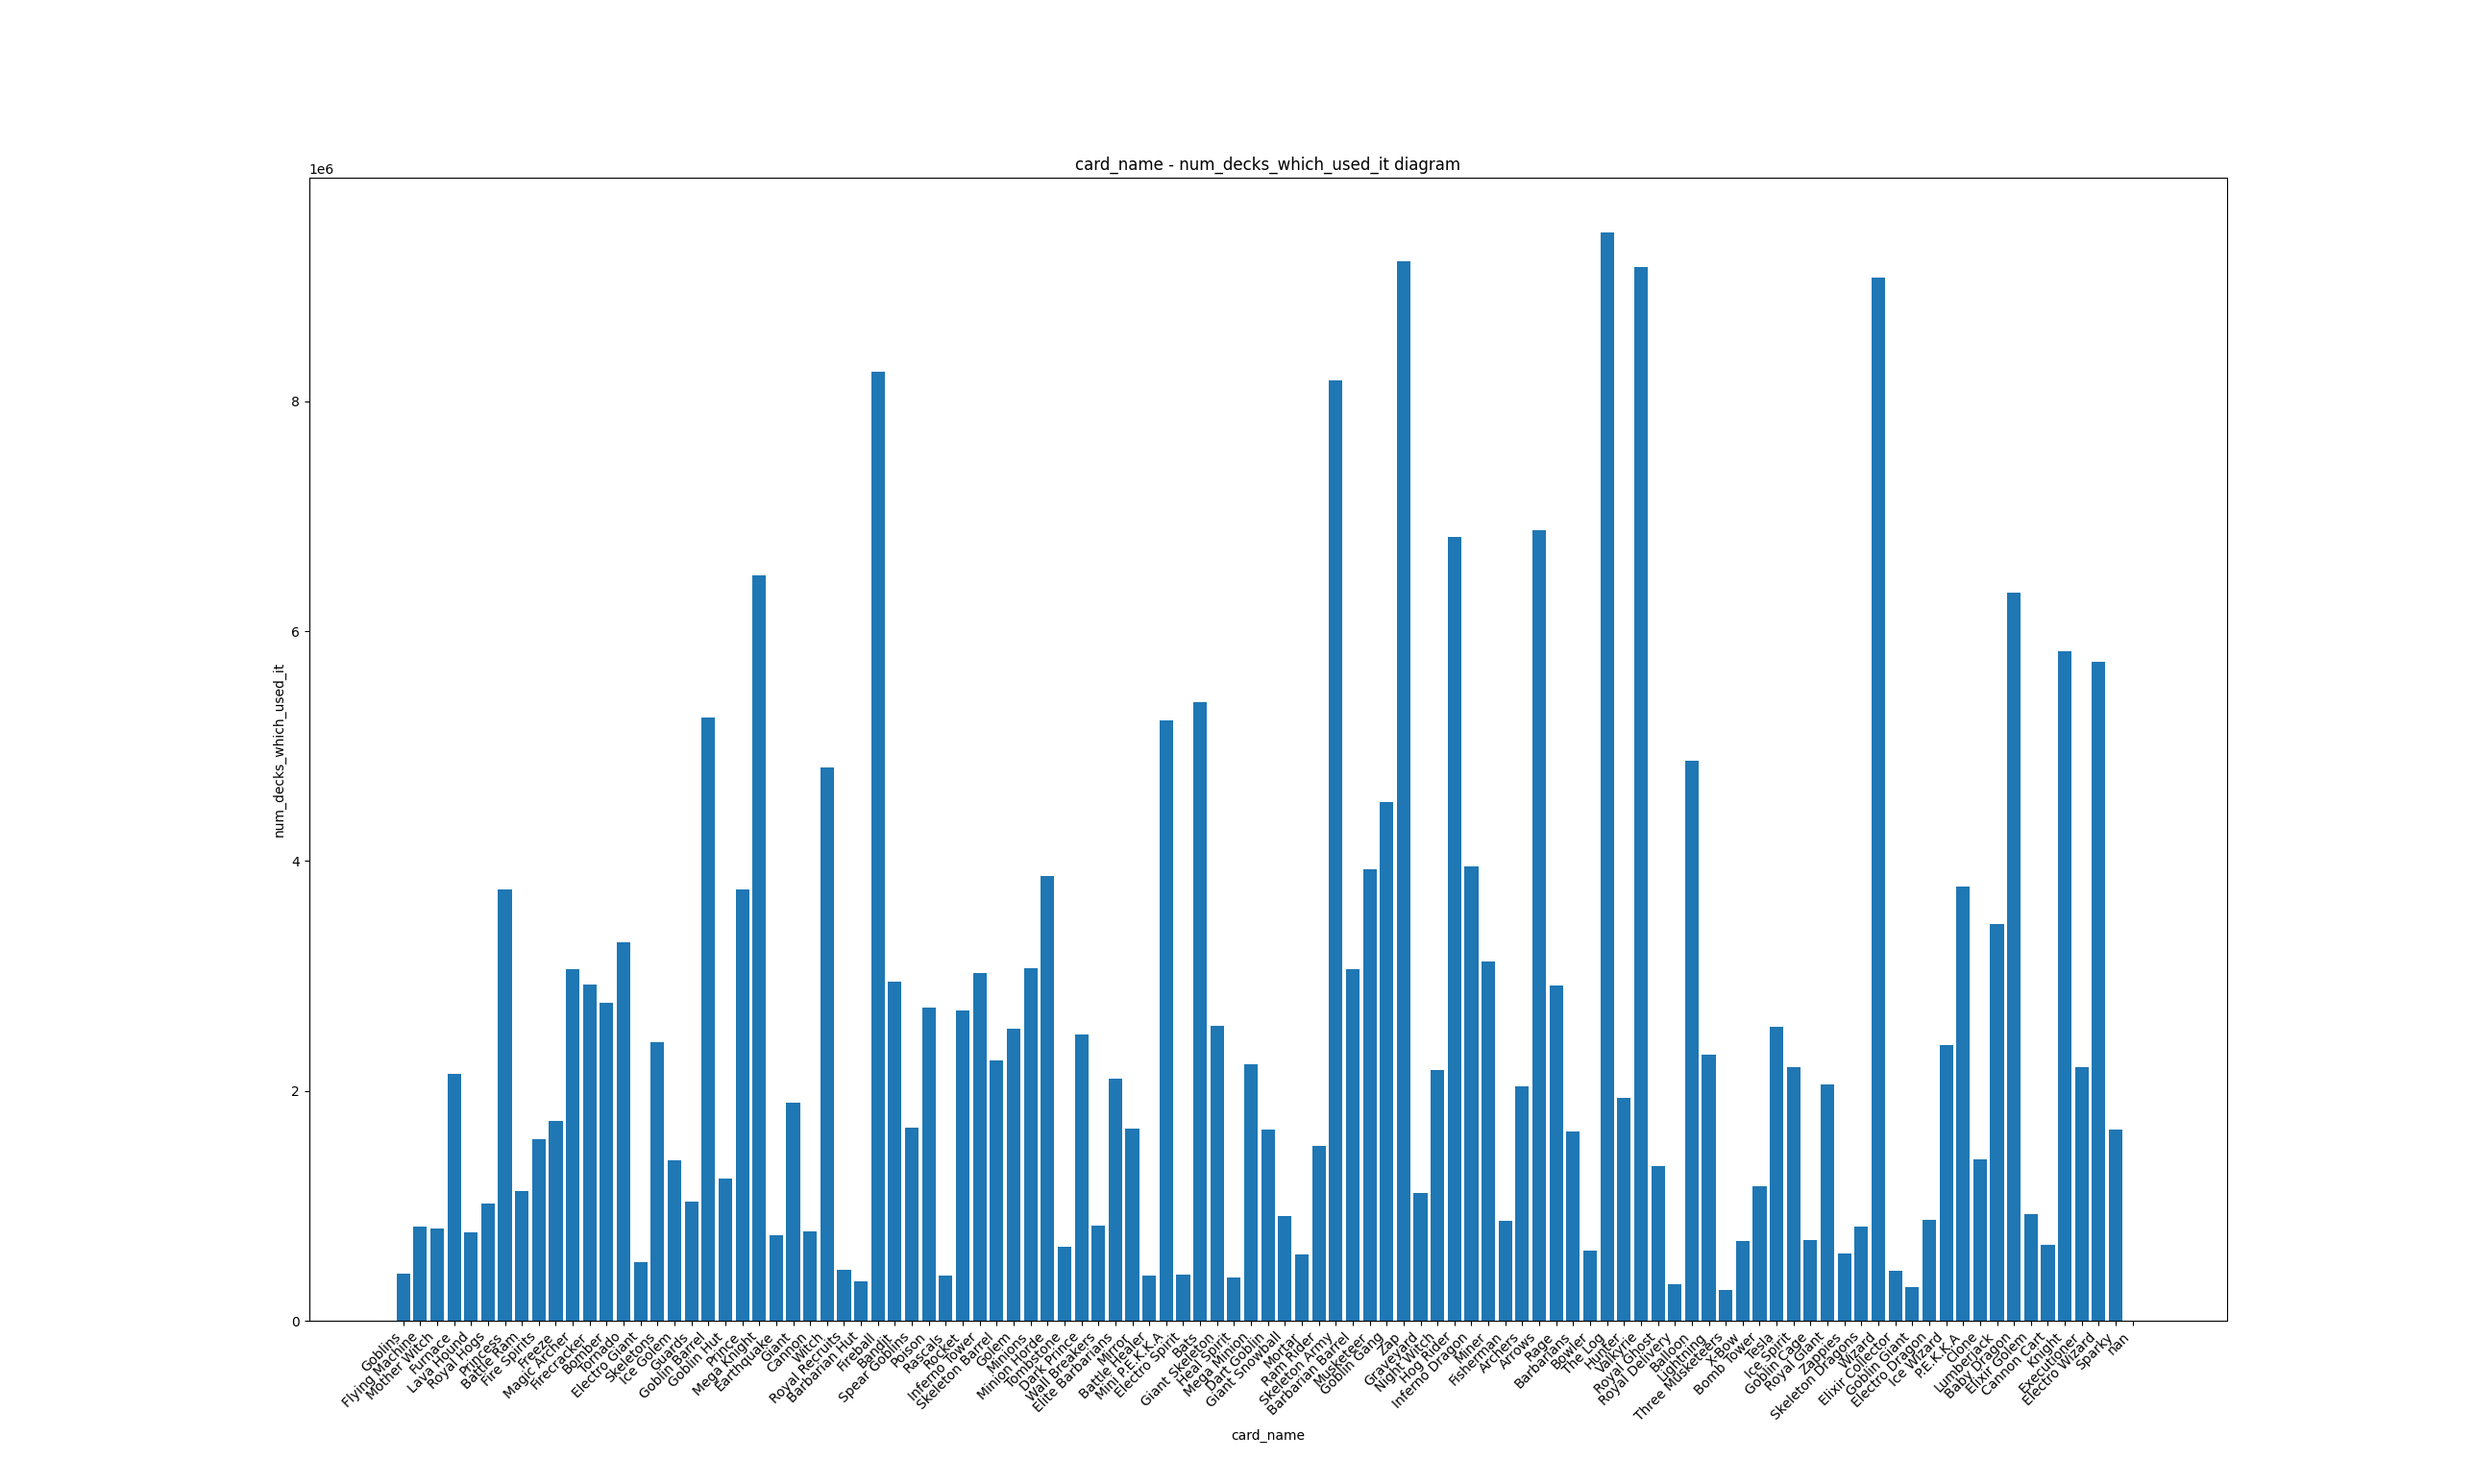 card_name - num_decks_which_used_it diagram
1e6
8
6
4
2
0
num_decks_which_used_it
Goblins
Flying Machine
Mother Witch
Furnace
Lava Hound
Royal Hogs
Princess
Battle Ram
Fire Spirits
Freeze
Magic Archer
Firecracker
Bomber
Tornado
Electro Giant
Skeletons
Ice Golem
Guards
Goblin Barrel
Goblin Hut
Prince
Mega Knight
Earthquake
Giant
Cannon
Witch
Royal Recruits
Barbarian Hut
Fireball
Bandit
Spear Goblins
Poison
Rascals
Rocket
Inferno Tower
Skeleton Barrel
Golem
Minions
Minion Horde
Tombstone
Dark Prince
Wall Breakers
Elite Barbarians
Mirror
Battle Healer
Mini P.E.K.K.A
Electro Spirit
Bats
Giant Skeleton
Heal Spirit
Mega Minion
Dart Goblin
Giant Snowball
Mortar
Ram Rider
Skeleton Army
Barbarian Barrel
Musketeer
Goblin Gang
Zap
Graveyard
Night Witch
Hog Rider
Inferno Dragon
Miner
Fisherman
Archers
Arrows
Rage
Barbarians
Bowler
The Log
Hunter
Valkyrie
Royal Ghost
Royal Delivery
Balloon
Lightning
Three Musketeers
X-Bow
Bomb Tower
Tesla
Ice Spirit
Goblin Cage
Royal Giant
Zappies
Skeleton Dragons
Wizard
Elixir Collector
Goblin Giant
Electro Dragon
Ice Wizard
P.E.K.K.A
Clone
Lumberjack
Baby Dragon
Elixir Golem
Cannon Cart
Knight
Executioner
Electro Wizard
Sparky
nan
card_name